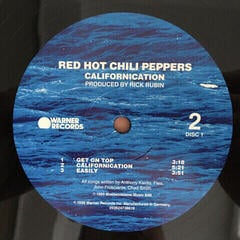 RED HOT CHILI PEPPERS
CALIFORNICATION
PRODUCED BY RICK RUBIN
WARNER
RECORDS
2
DISC 1
1 GET ON TOP 3:18
2 CALIFORNICATION 5:21
3 EASILY 3:51
All songs written by Anthony Kiedis, Flea,
John Frusciante, Chad Smith